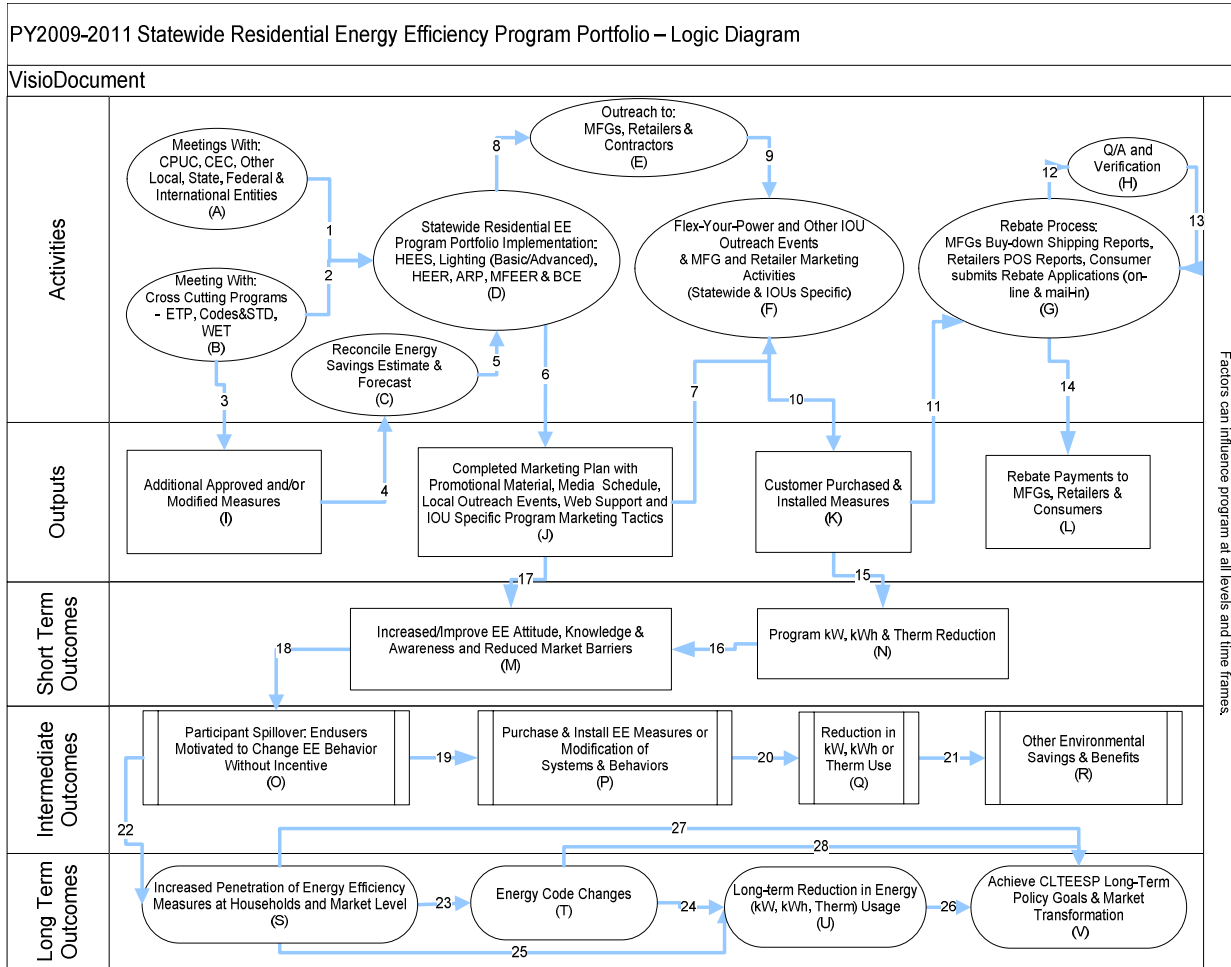 PY2009-2011 Statewide Residential Energy Efficiency Program Portfolio – Logic Diagram
VisioDocument
Activities
Meetings With:
CPUC, CEC, Other
Local, State, Federal &
International Entities
(A)
1
2
Meeting With:
Cross Cutting Programs
- ETP, Codes&STD,
WET
(B)
3
Reconcile Energy
Savings Estimate &
Forecast
(C)
5
Statewide Residential EE
Program Portfolio Implementation:
HEES, Lighting (Basic/Advanced),
HEER, ARP, MFEER & BCE
(D)
6
8
Outreach to:
MFGs, Retailers &
Contractors
(E)
9
Flex-Your-Power and Other IOU
Outreach Events
& MFG and Retailer Marketing
Activities
(Statewide & IOUs Specific)
(F)
7
10
11
Rebate Process:
MFGs Buy-down Shipping Reports,
Retailers POS Reports, Consumer
submits Rebate Applications (on-
line & mail-in)
(G)
12
Q/A and
Verification
(H)
13
14
Outputs
Additional Approved and/or
Modified Measures
(I)
4
Completed Marketing Plan with
Promotional Material, Media Schedule,
Local Outreach Events, Web Support and
IOU Specific Program Marketing Tactics
(J)
Customer Purchased &
Installed Measures
(K)
Rebate Payments to
MFGs, Retailers &
Consumers
(L)
17
15
Short Term
Outcomes
Increased/Improve EE Attitude, Knowledge &
Awareness and Reduced Market Barriers
(M)
16
Program kW, kWh & Therm Reduction
(N)
18
Intermediate
Outcomes
Participant Spillover: Endusers
Motivated to Change EE Behavior
Without Incentive
(O)
19
Purchase & Install EE Measures or
Modification of
Systems & Behaviors
(P)
20
Reduction in
kW, kWh or
Therm Use
(Q)
21
Other Environmental
Savings & Benefits
(R)
22
27
28
Long Term
Outcomes
Increased Penetration of Energy Efficiency
Measures at Households and Market Level
(S)
23
Energy Code Changes
(T)
24
25
Long-term Reduction in Energy
(kW, kWh, Therm) Usage
(U)
26
Achieve CLTEESP Long-Term
Policy Goals & Market
Transformation
(V)
Factors can influence program at all levels and time frames.